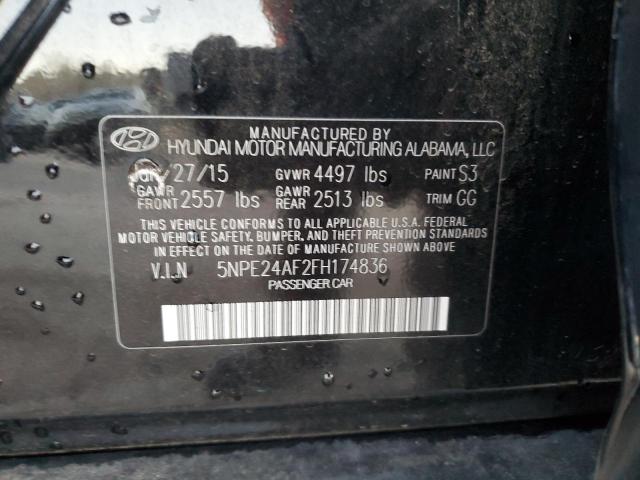 MANUFACTURED BY
HYUNDAI MOTOR MANUFACTURING ALABAMA, LLC
/27/15 GVWR 4497 lbs PAINT S3
GAWR FRONT 2557 lbs GAWR REAR 2513 lbs TRIM GG
THIS VEHICLE CONFORMS TO ALL APPLICABLE U.S.A. FEDERAL
MOTOR VEHICLE SAFETY, BUMPER, AND THEFT PREVENTION STANDARDS
IN EFFECT ON THE DATE OF MANUFACTURE SHOWN ABOVE
V.I.N 5NPE24AF2FH174836
PASSENGER CAR